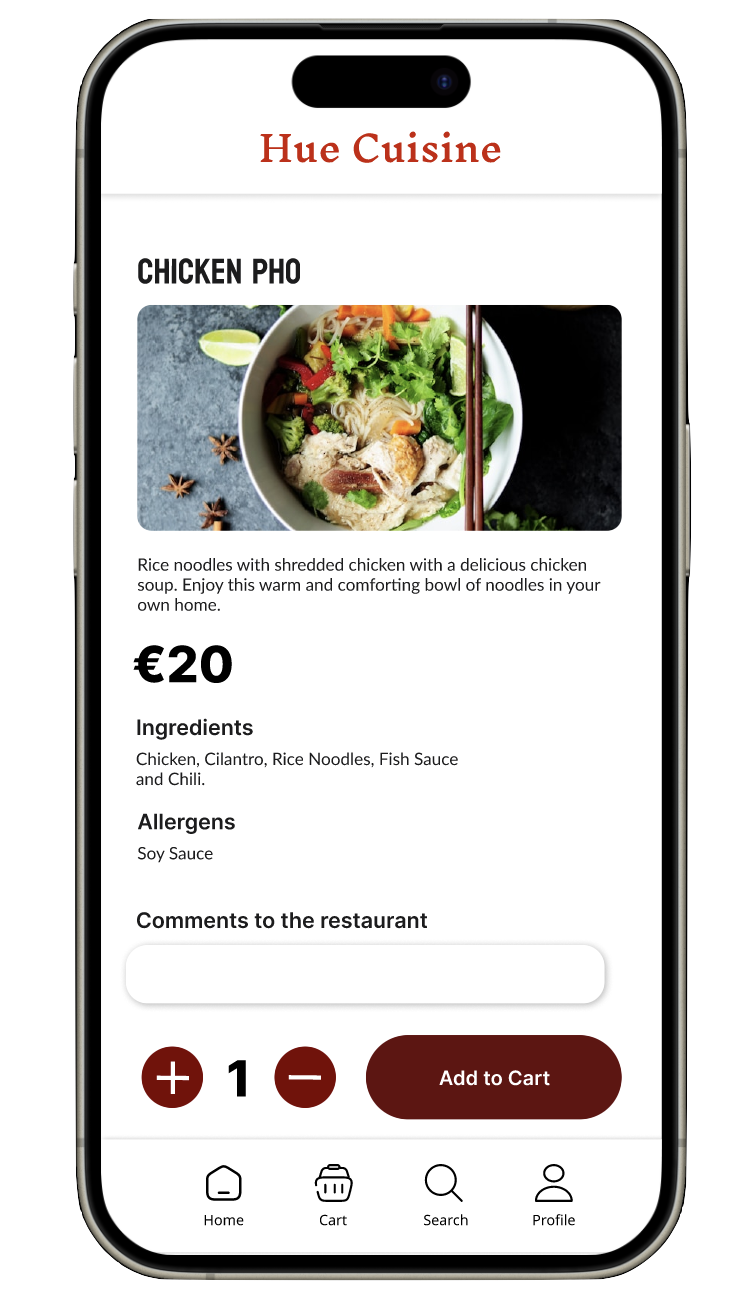 Hue Cuisine
CHICKEN PHO
Rice noodles with shredded chicken with a delicious chicken
soup. Enjoy this warm and comforting bowl of noodles in your
own home.
€20
Ingredients
Chicken, Cilantro, Rice Noodles, Fish Sauce
and Chili.
Allergens
Soy Sauce
Comments to the restaurant
1
Add to Cart
Home
Cart
Search
Profile